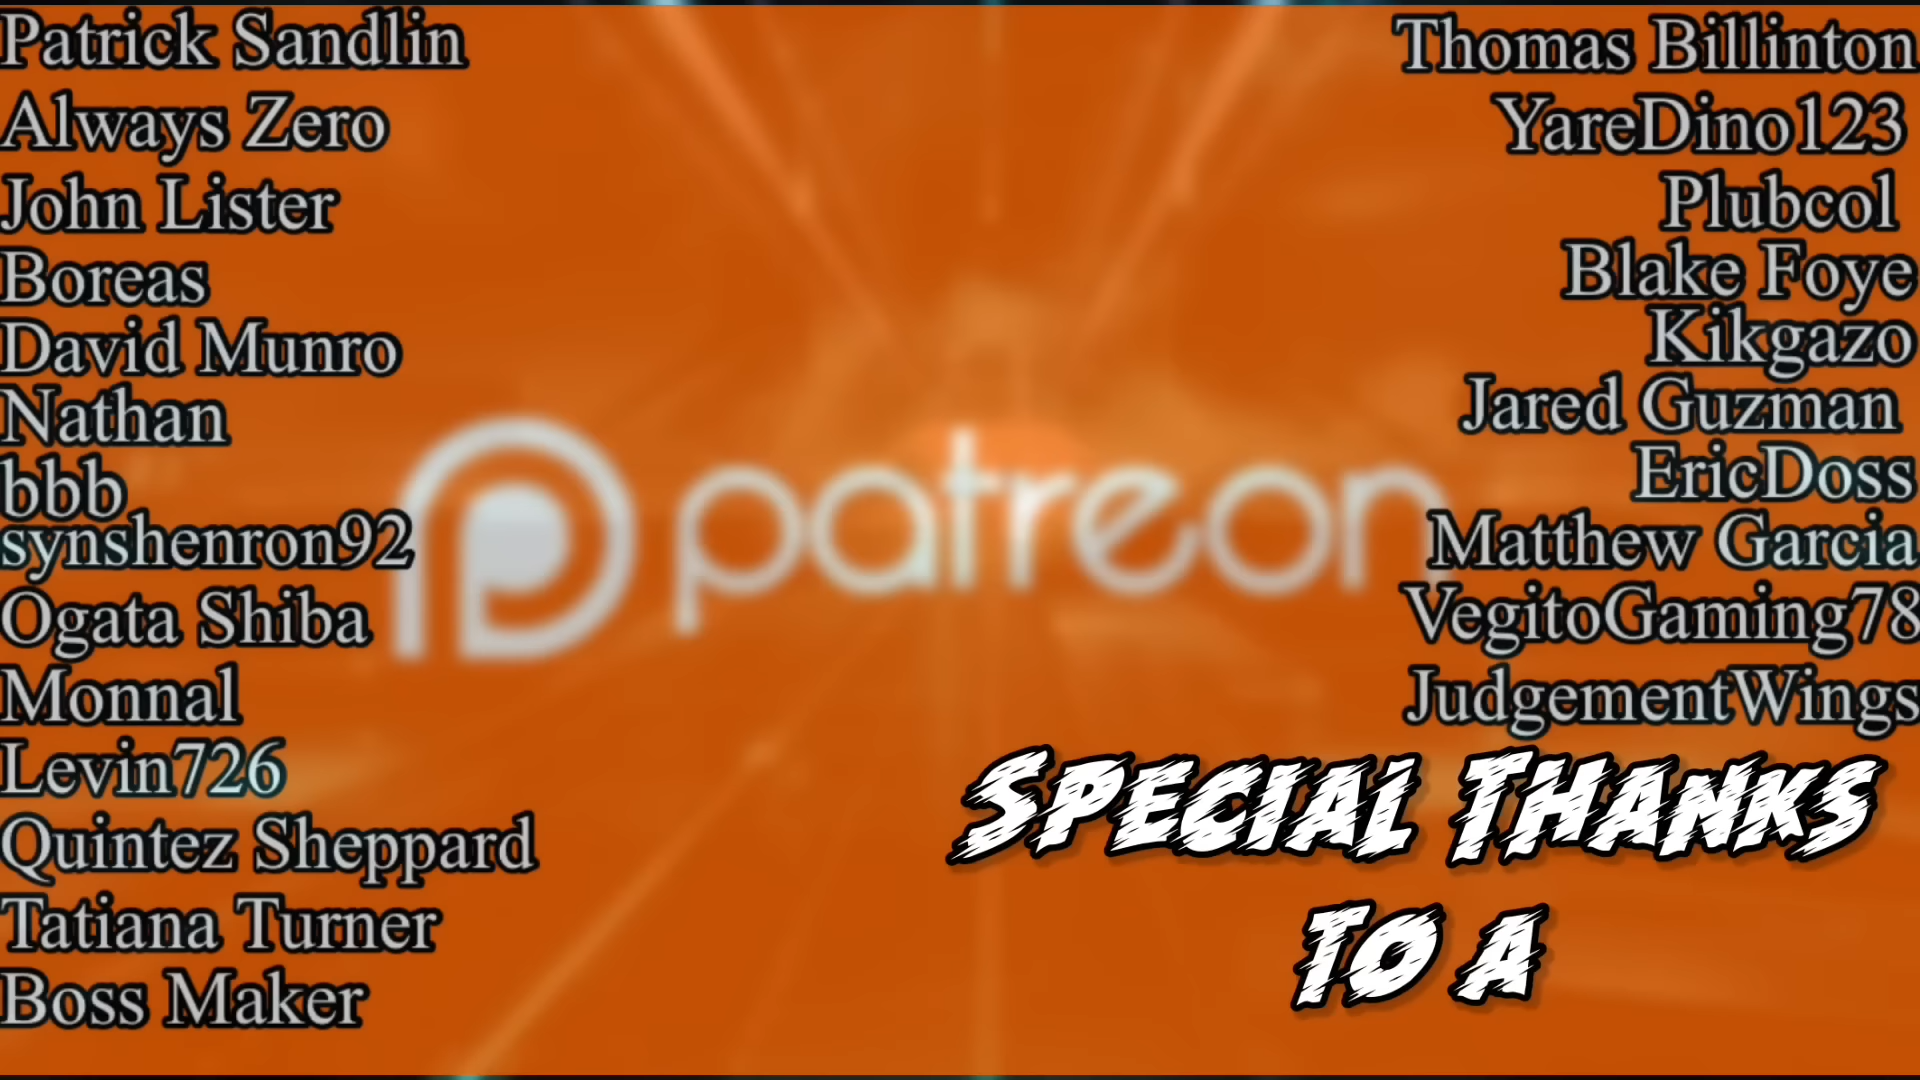 Patrick Sandlin
Always Zero
John Lister
Boreas
David Munro
Nathan
bbb
synshenron92
Ogata Shiba
Monnal
Levin726
Quintez Sheppard
Tatiana Turner
Boss Maker
patreon
Thomas Billinton
YareDino123
Plubcol
Blake Foye
Kikgazo
Jared Guzman
EricDoss
Matthew Garcia
VegitoGaming78
JudgementWings
Special Thanks
to a